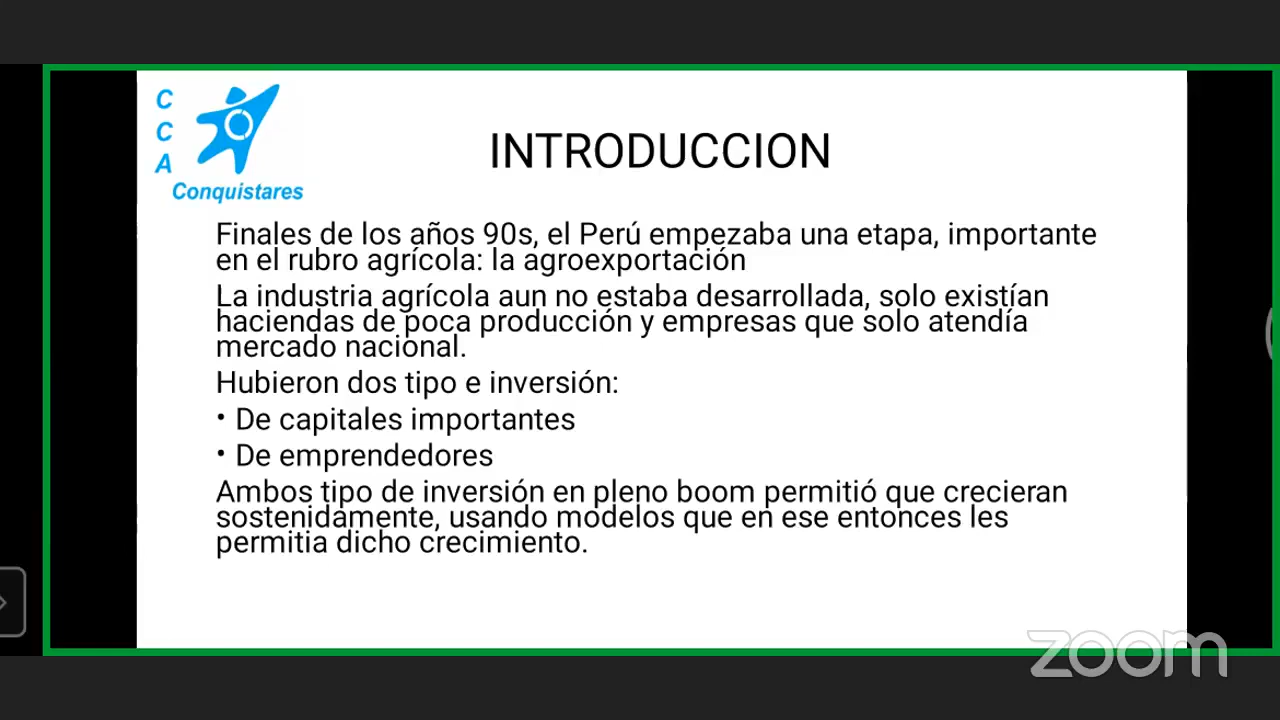 C
C
A
Conquistares
INTRODUCCION
Finales de los años 90s, el Perú empezaba una etapa, importante
en el rubro agrícola: la agroexportación
La industria agrícola aun no estaba desarrollada, solo existían
haciendas de poca producción y empresas que solo atendía
mercado nacional.
Hubieron dos tipo e inversión:
• De capitales importantes
• De emprendedores
Ambos tipo de inversión en pleno boom permitió que crecieran
sostenidamente, usando modelos que en ese entonces les
permitia dicho crecimiento.
zoom